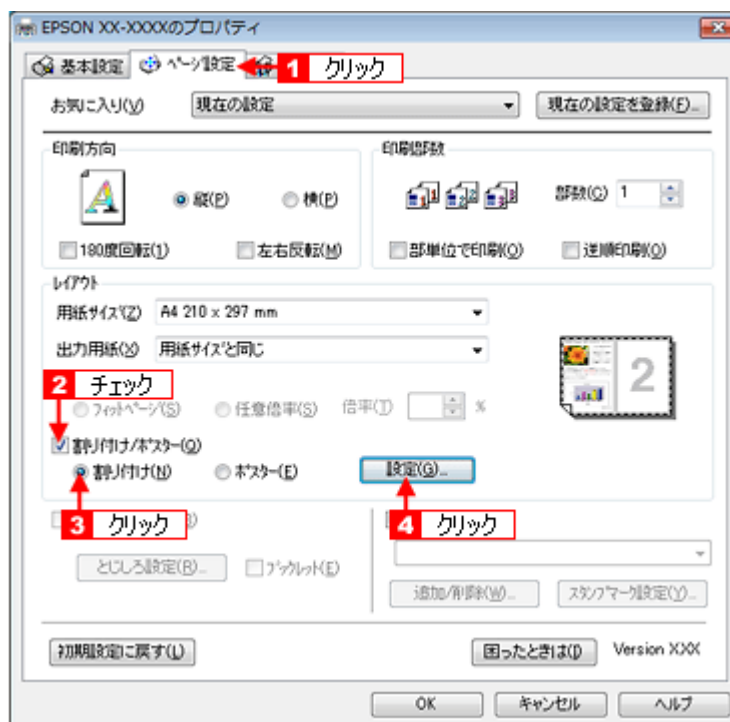 EPSON XX-XXXXのプロパティ
基本設定 ページ設定 1 クリック
お気に入り(V) 現在の設定 現在の設定を登録(F)...
印刷方向 印刷部数
縦(P) 横(P) 部数(C) 1
180度回転(1) 左右反転(M) 部単位で印刷(O) 逆順印刷(O)
レイアウト
用紙サイズ(Z) A4 210 x 297 mm
出力用紙(X) 用紙サイズと同じ
2
2 チェック
フィットページ(S) 任意倍率(S) 倍率(T) %
割り付け/ポスター(Q)
割り付け(N) ポスター(E) 設定(G)...
3 クリック 4 クリック
とじしろ設定(R)... ブックレット(E)
追加/削除(W)... スタンプマーク設定(Y)...
初期設定に戻す(L) 困ったときは(I) Version X.XX
OK キャンセル ヘルプ